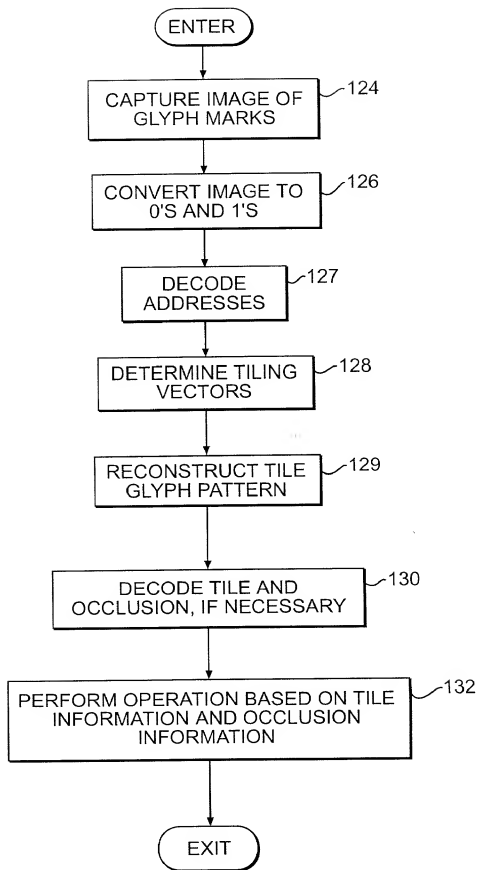 ENTER
CAPTURE IMAGE OF
GLYPH MARKS
124
CONVERT IMAGE TO
0'S AND 1'S
126
DECODE
ADDRESSES
127
DETERMINE TILING
VECTORS
128
RECONSTRUCT TILE
GLYPH PATTERN
129
DECODE TILE AND
OCCLUSION, IF NECESSARY
130
PERFORM OPERATION BASED ON TILE
INFORMATION AND OCCLUSION
INFORMATION
132
EXIT